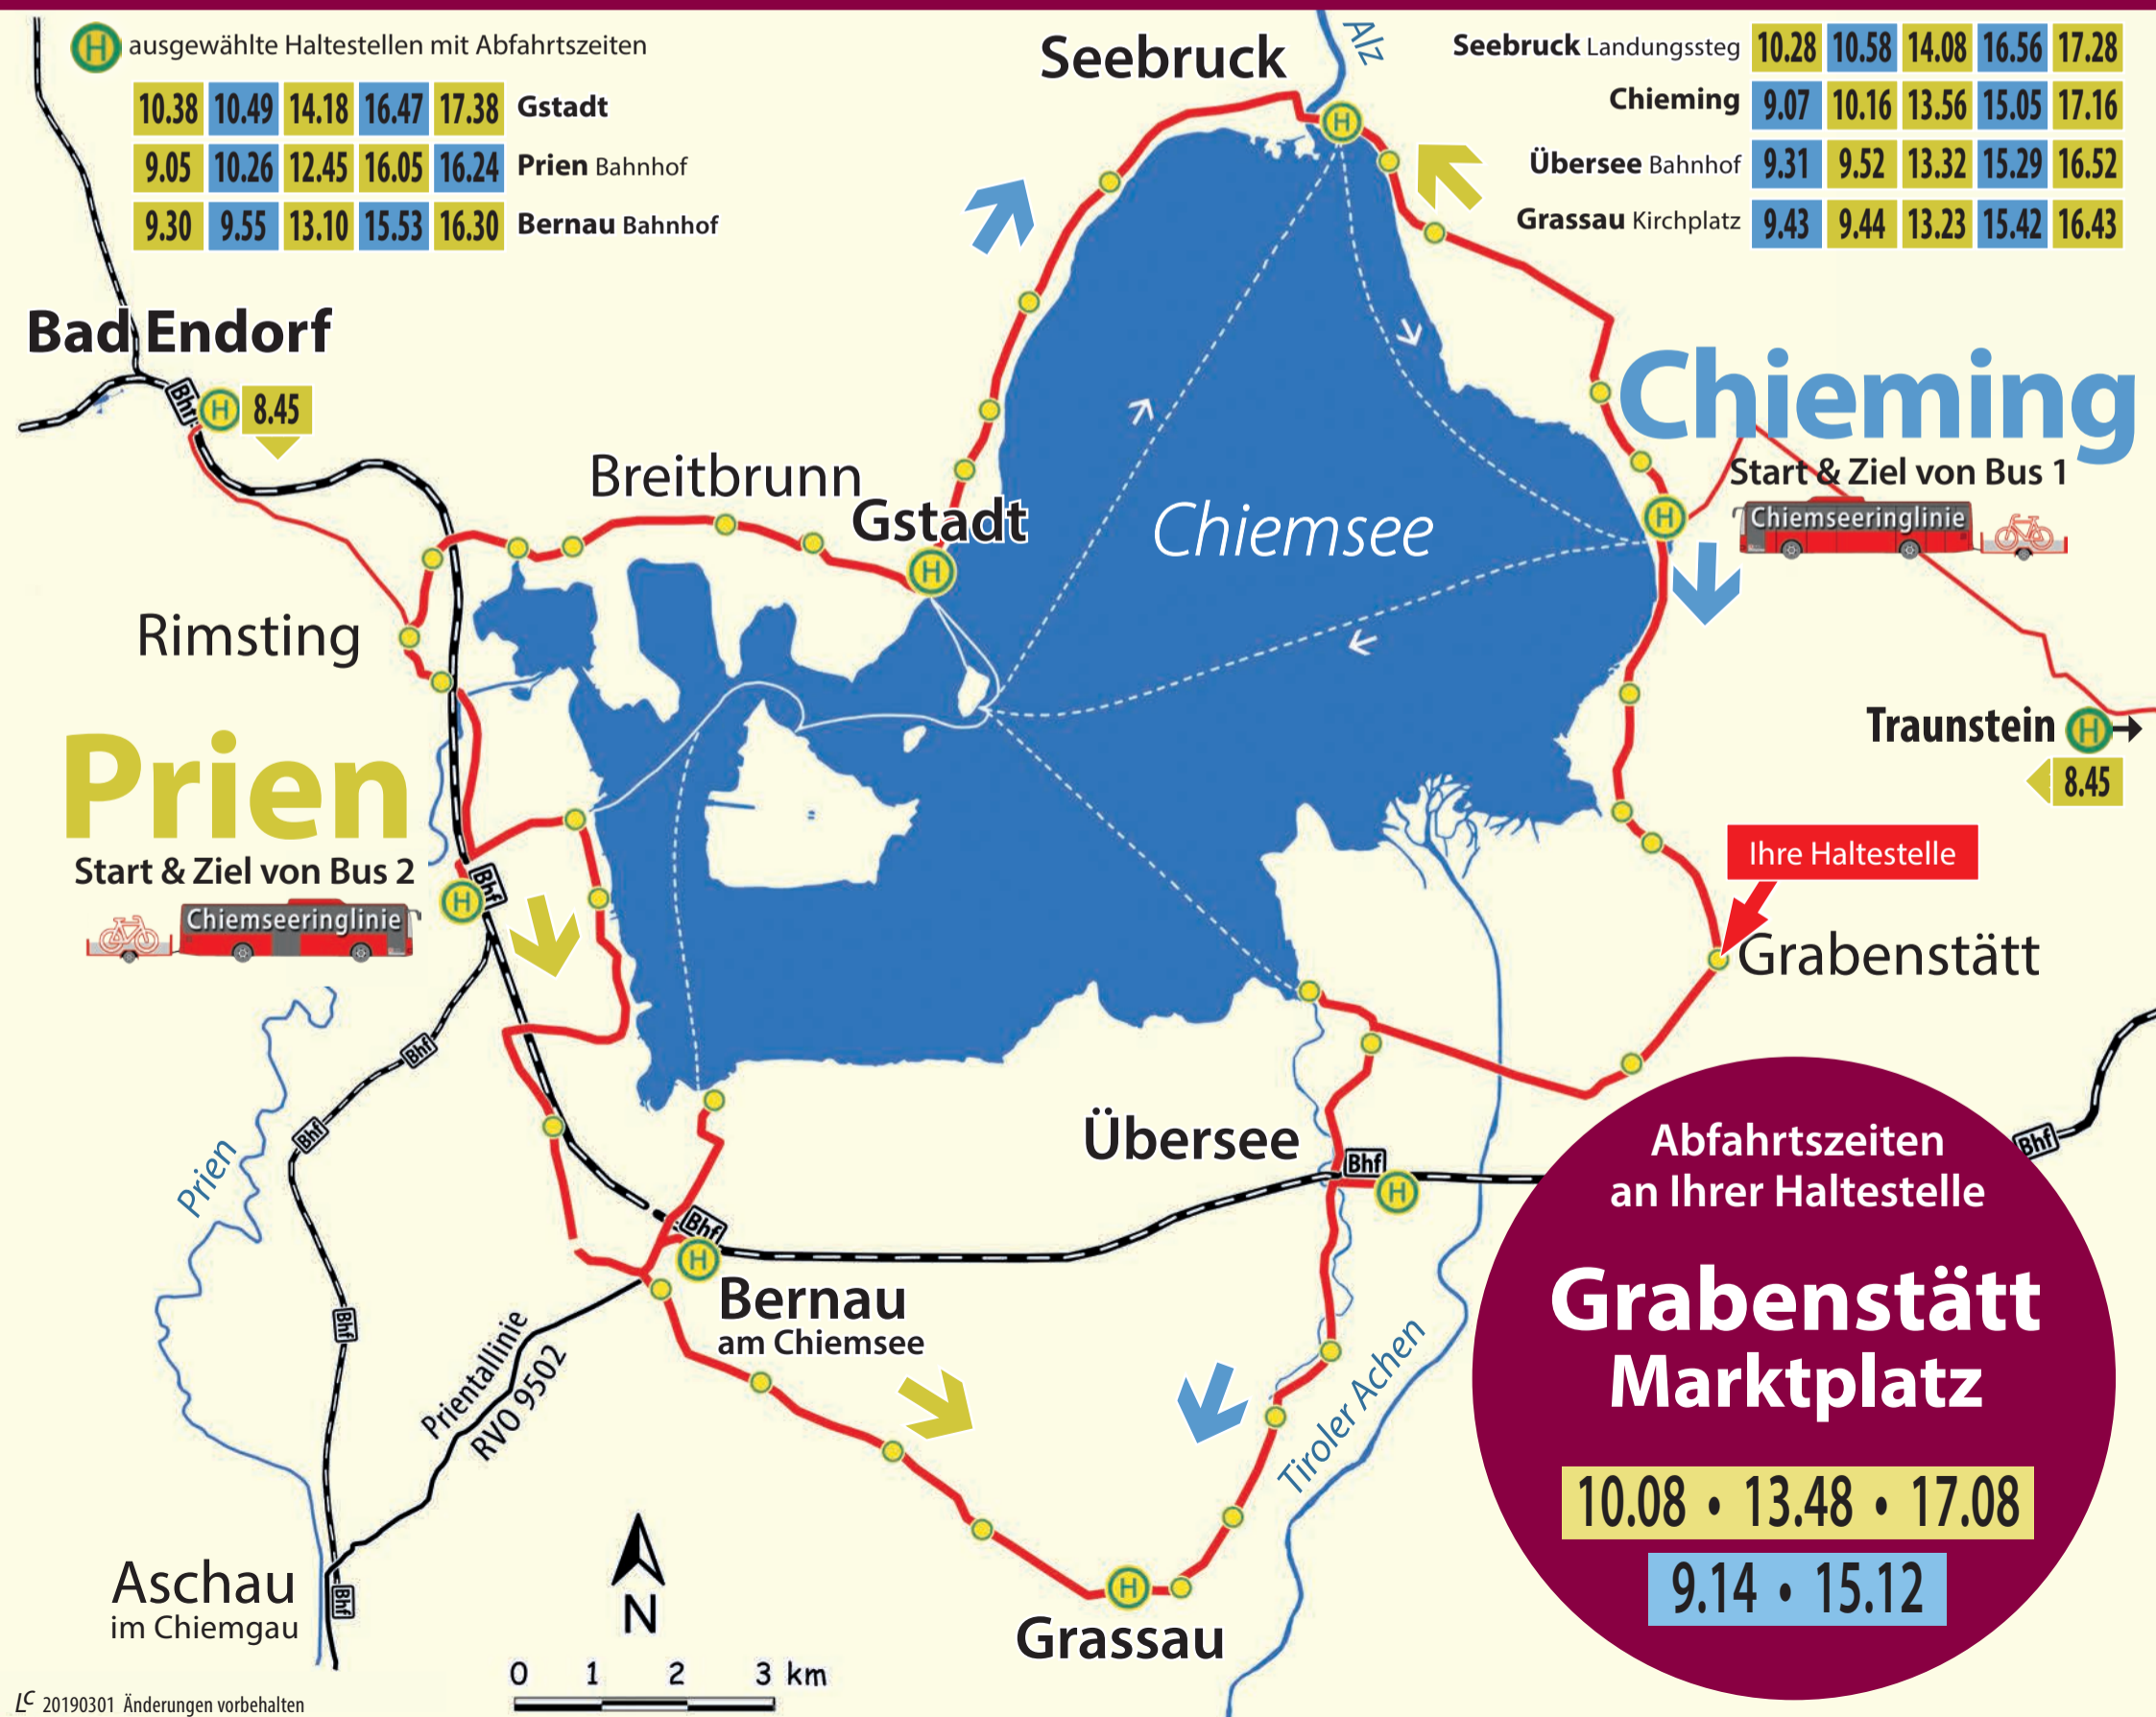 H ausgewählte Haltestellen mit Abfahrtszeiten
10.38 10.49 14.18 16.47 17.38 Gstadt
9.05 10.26 12.45 16.05 16.24 Prien Bahnhof
9.30 9.55 13.10 15.53 16.30 Bernau Bahnhof
Seebruck
Alz
Seebruck Landungssteg 10.28 10.58 14.08 16.56 17.28
Chieming 9.07 10.16 13.56 15.05 17.16
Übersee Bahnhof 9.31 9.52 13.32 15.29 16.52
Grassau Kirchplatz 9.43 9.44 13.23 15.42 16.43
H
Bad Endorf
Bhf H 8.45
Chieming
Start & Ziel von Bus 1
Chiemseeringlinie
H
Breitbrunn
Gstadt
H
Chiemsee
Rimsting
Traunstein H
8.45
Prien
Start & Ziel von Bus 2
Chiemseeringlinie
Bhf
H
Ihre Haltestelle
Grabenstätt
Bhf
Bhf
Prien
Übersee
Bhf
H
Bhf
Bhf
H
Bernau
am Chiemsee
Bhf
Prientallinie
RVO 9502
Tiroler Achen
Abfahrtszeiten
an Ihrer Haltestelle
Grabenstätt
Marktplatz
10.08 • 13.48 • 17.08
9.14 • 15.12
Aschau
im Chiemgau
Bhf
N
H
Grassau
0 1 2 3 km
LC 20190301 Änderungen vorbehalten